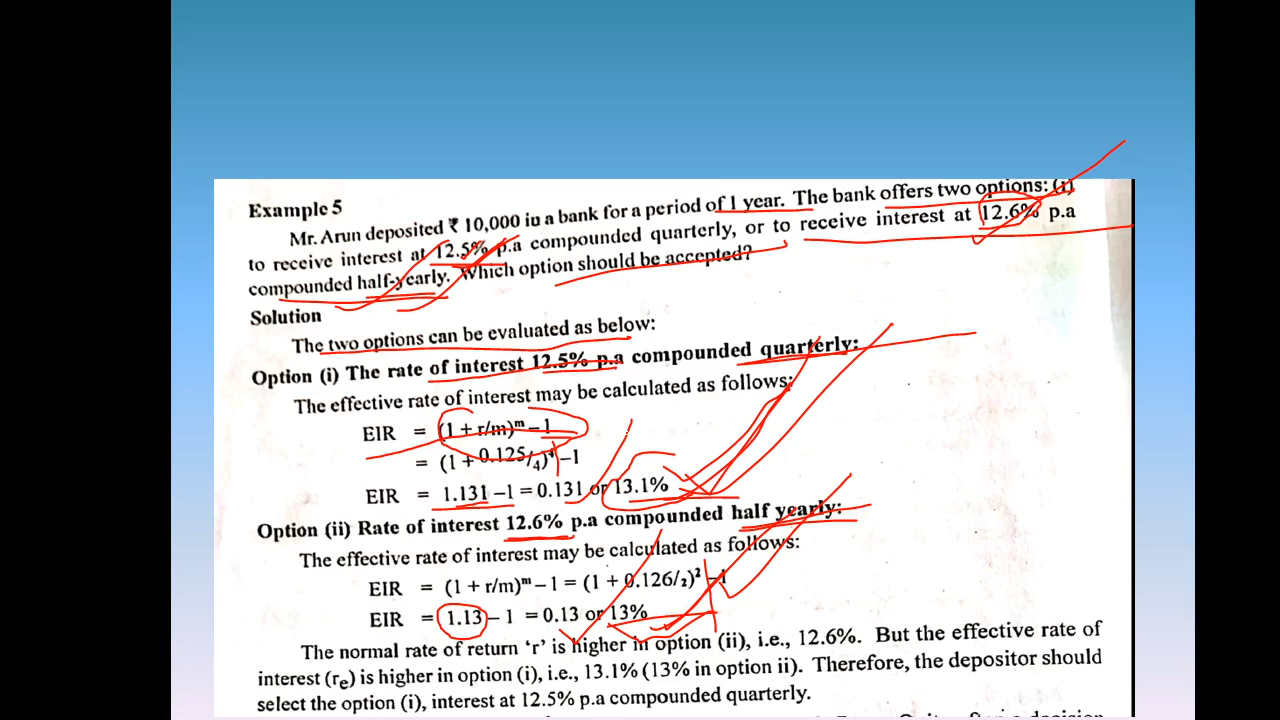 Example 5
Mr. Arun deposited ₹ 10,000 in a bank for a period of 1 year. The bank offers two options: (i)
to receive interest at 12.5% p.a compounded quarterly, or to receive interest at 12.6% p.a
compounded half-yearly. Which option should be accepted?
Solution
The two options can be evaluated as below:
Option (i) The rate of interest 12.5% p.a compounded quarterly:
The effective rate of interest may be calculated as follows:
EIR = (1 + r/m)ᵐ – 1
= (1 + 0.125/₄)⁴ –1
EIR = 1.131 –1 = 0.131 or 13.1%
Option (ii) Rate of interest 12.6% p.a compounded half yearly:
The effective rate of interest may be calculated as follows:
EIR = (1 + r/m)ᵐ – 1 = (1 + 0.126/₂)² –1
EIR = 1.13 – 1 = 0.13 or 13%
The normal rate of return ‘r’ is higher in option (ii), i.e., 12.6%. But the effective rate of
interest (rₑ) is higher in option (i), i.e., 13.1% (13% in option ii). Therefore, the depositor should
select the option (i), interest at 12.5% p.a compounded quarterly.